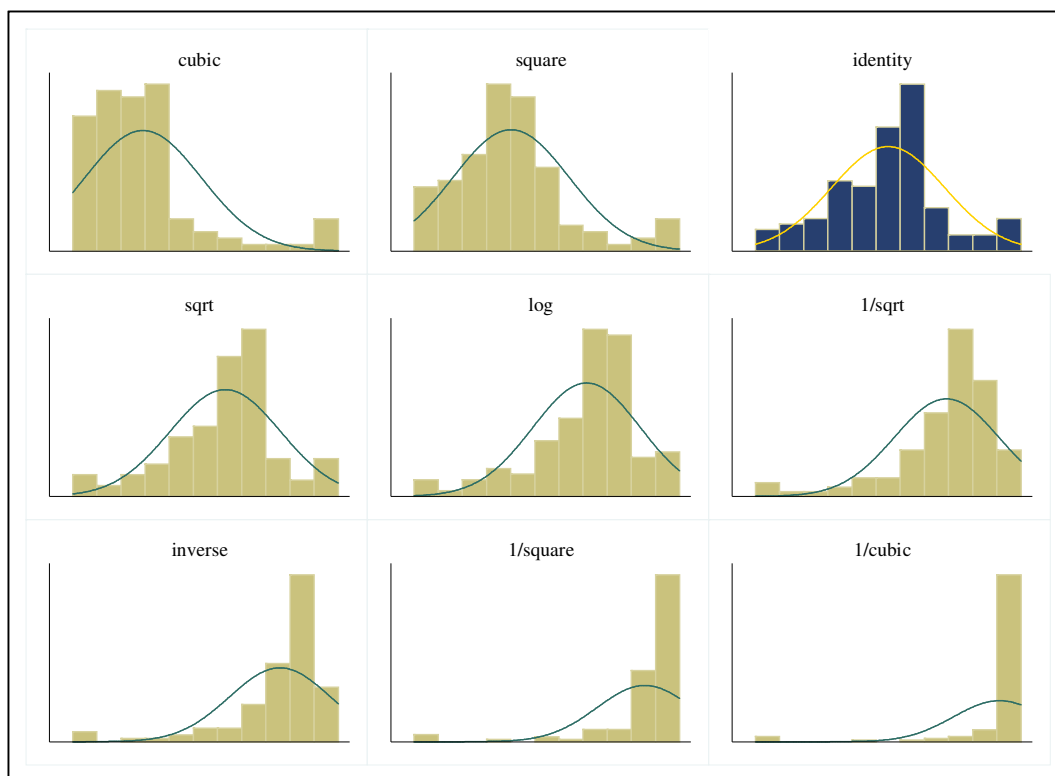 cubic
square
identity
sqrt
log
1/sqrt
inverse
1/square
1/cubic